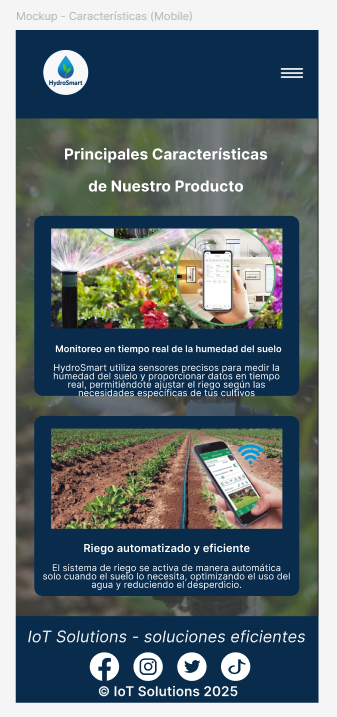 Mockup - Características (Mobile)
HydroSmart
Principales Características
de Nuestro Producto
Monitoreo en tiempo real de la humedad del suelo
HydroSmart utiliza sensores precisos para medir la
humedad del suelo y proporcionar datos en tiempo
real, permitiéndote ajustar el riego según las
necesidades específicas de tus cultivos
Riego automatizado y eficiente
El sistema de riego se activa de manera automática
solo cuando el suelo lo necesita, optimizando el uso del
agua y reduciendo el desperdicio.
IoT Solutions - soluciones eficientes
© IoT Solutions 2025